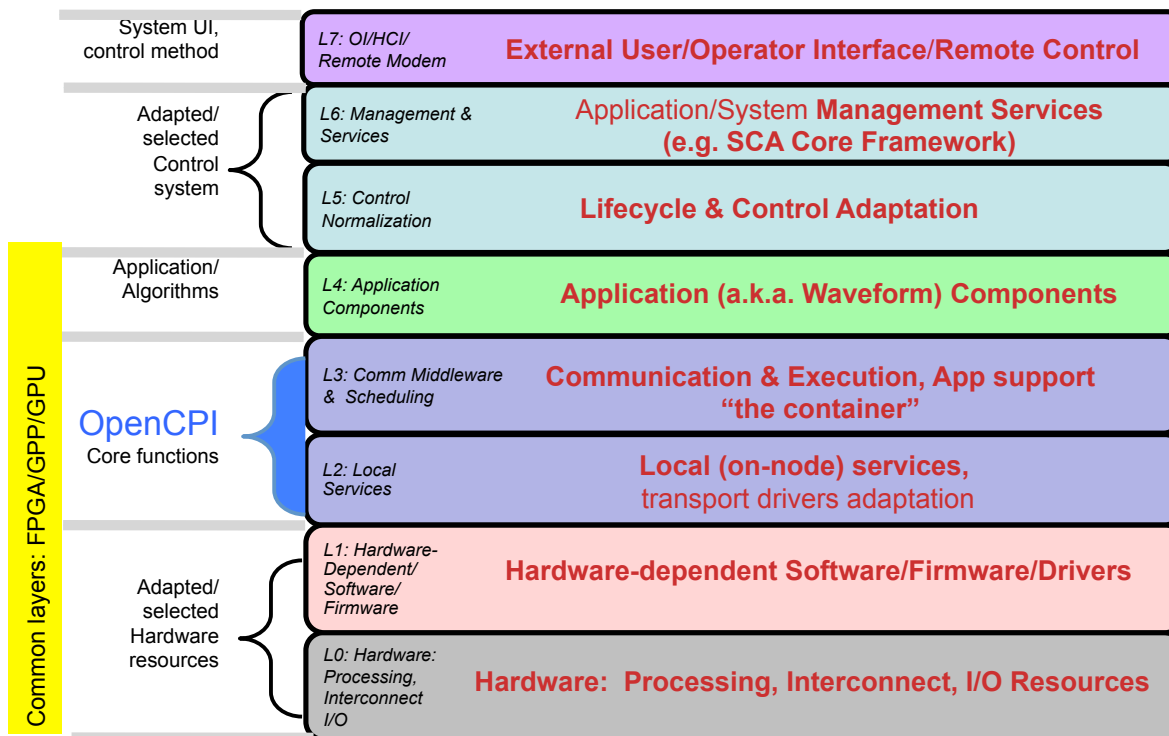 System UI,
control method
L7: OI/HCI/
Remote Modem
External User/Operator Interface/Remote Control
Adapted/
selected
Control
system
L6: Management &
Services
Application/System Management Services
(e.g. SCA Core Framework)
L5: Control
Normalization
Lifecycle & Control Adaptation
Common layers: FPGA/GPP/GPU
Application/
Algorithms
L4: Application
Components
Application (a.k.a. Waveform) Components
OpenCPI
Core functions
L3: Comm Middleware
& Scheduling
Communication & Execution, App support
“the container”
L2: Local
Services
Local (on-node) services,
transport drivers adaptation
Adapted/
selected
Hardware
resources
L1: Hardware-
Dependent/
Software/
Firmware
Hardware-dependent Software/Firmware/Drivers
L0: Hardware:
Processing,
Interconnect
I/O
Hardware: Processing, Interconnect, I/O Resources